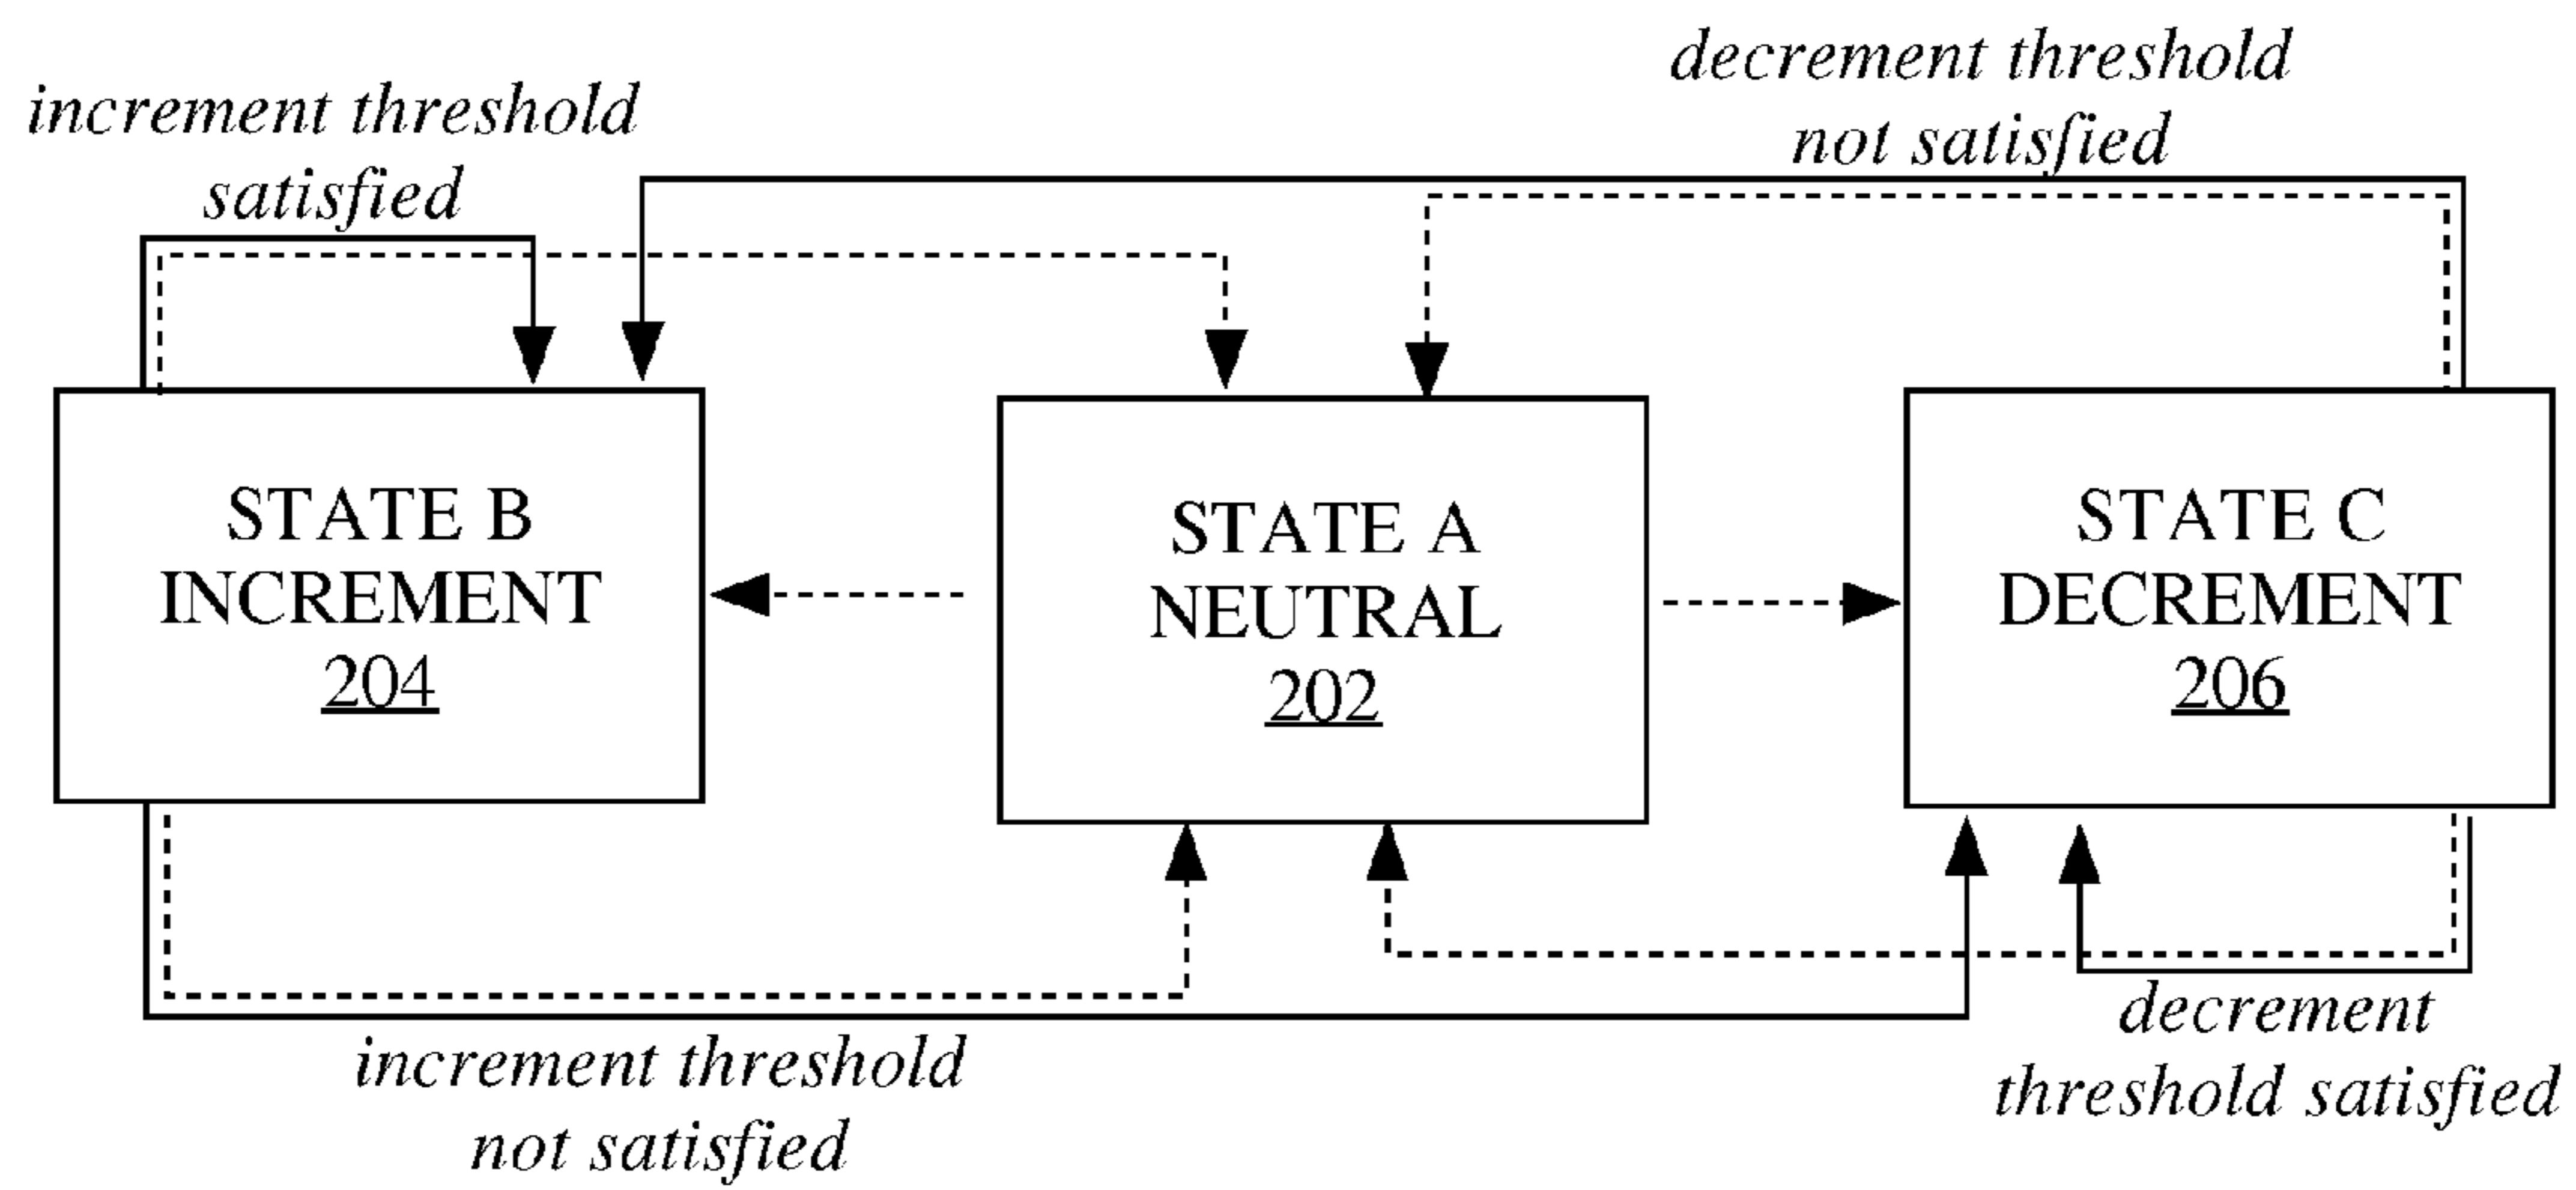 decrement threshold
not satisfied
increment threshold
satisfied
STATE B
INCREMENT
204
STATE A
NEUTRAL
202
STATE C
DECREMENT
206
increment threshold
not satisfied
decrement
threshold satisfied